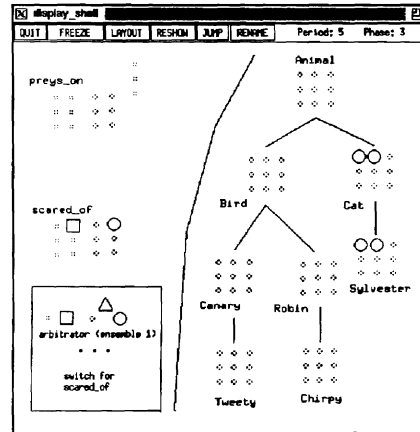 display_shell
QUIT FREEZE LAYOUT RESHOW JUMP RENAME Period: 5 Phase: 3
Animal
preys_on
Bird
Cat
scared_of
Sylvester
Canary
Robin
arbitrator (ensemble 1)
switch for
scared_of
Tweety
Chirpy